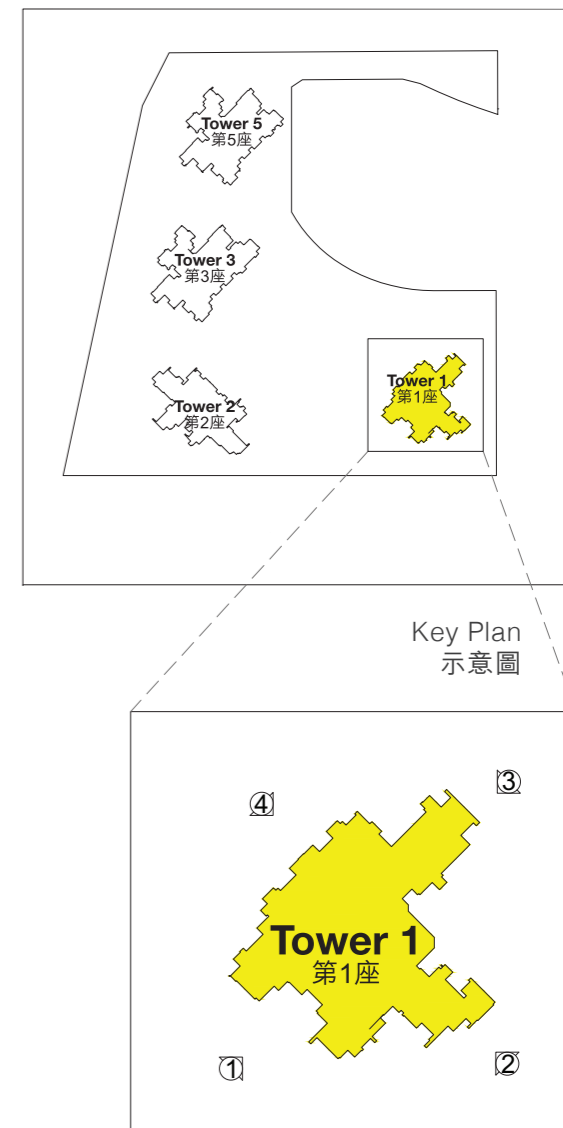 Tower 5
第5座
Tower 3
第3座
Tower 2
第2座
Tower 1
第1座
Key Plan
示意圖
④
③
Tower 1
第1座
①
②